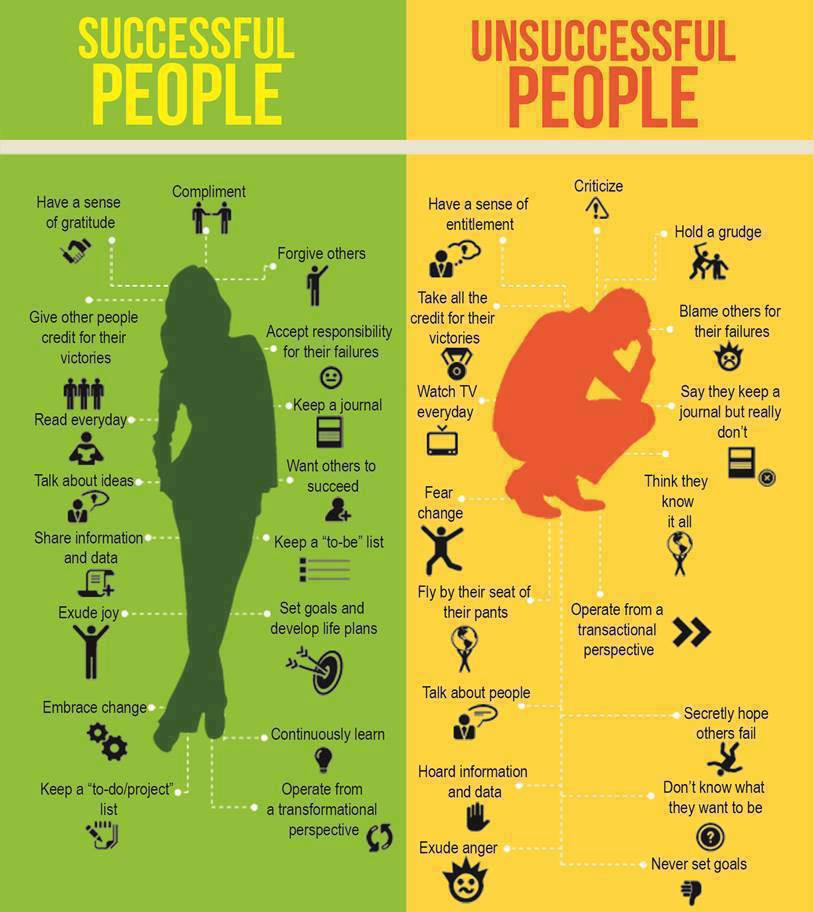 SUCCESSFUL
PEOPLE
Have a sense
of gratitude
Compliment
Forgive others
Give other people
credit for their
victories
Accept responsibility
for their failures
Keep a journal
Read everyday
Talk about ideas
Want others to
succeed
Share information
and data
Keep a “to-be” list
Exude joy
Set goals and
develop life plans
Embrace change
Continuously learn
Keep a “to-do/project”
list
Operate from
a transformational
perspective
UNSUCCESSFUL
PEOPLE
Have a sense of
entitlement
Criticize
Hold a grudge
Take all the
credit for their
victories
Blame others for
their failures
Watch TV
everyday
Say they keep a
journal but really
don’t
Fear
change
Think they
know
it all
Fly by their seat of
their pants
Operate from a
transactional
perspective
Talk about people
Secretly hope
others fail
Hoard information
and data
Don’t know what
they want to be
?
Exude anger
Never set goals